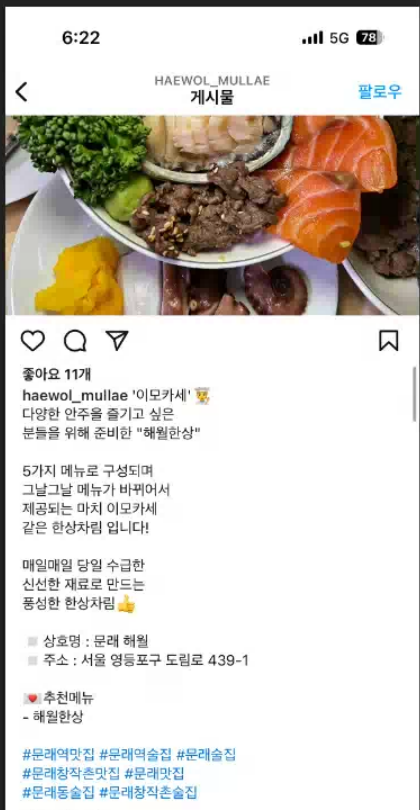 6:22
5G 78
HAEWOL_MULLAE
게시물
팔로우
좋아요 11개
haewol_mullae '이모카세' 👨‍🍳
다양한 안주을 즐기고 싶은
분들을 위해 준비한 "해월한상"
5가지 메뉴로 구성되며
그날그날 메뉴가 바뀌어서
제공되는 마치 이모카세
같은 한상차림 입니다!
매일매일 당일 수급한
신선한 재료로 만드는
풍성한 한상차림👍
◽ 상호명 : 문래 해월
◽ 주소 : 서울 영등포구 도림로 439-1
💌추천메뉴
- 해월한상
#문래역맛집 #문래역술집 #문래술집
#문래창작촌맛집 #문래맛집
#문래동술집 #문래창작촌술집